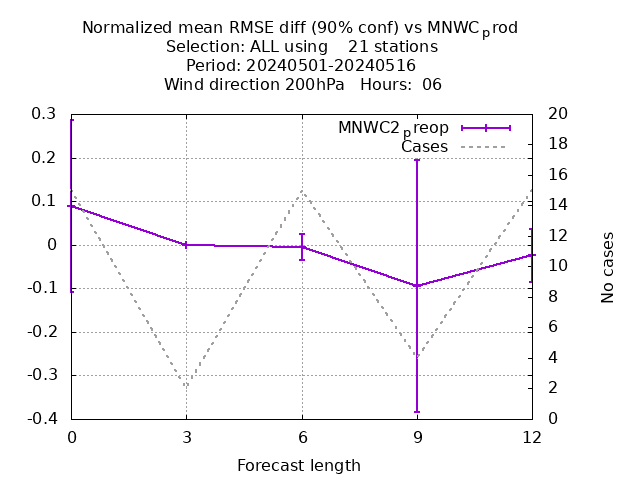 Normalized mean RMSE diff (90% conf) vs MNWCprod
Selection: ALL using    21 stations
Period: 20240501-20240516
Wind direction 200hPa   Hours:  06
MNWC2preop
Cases
0.3
0.2
0.1
0
-0.1
-0.2
-0.3
-0.4
20
18
16
14
12
10
8
6
4
2
0
No cases
0 3 6 9 12
Forecast length